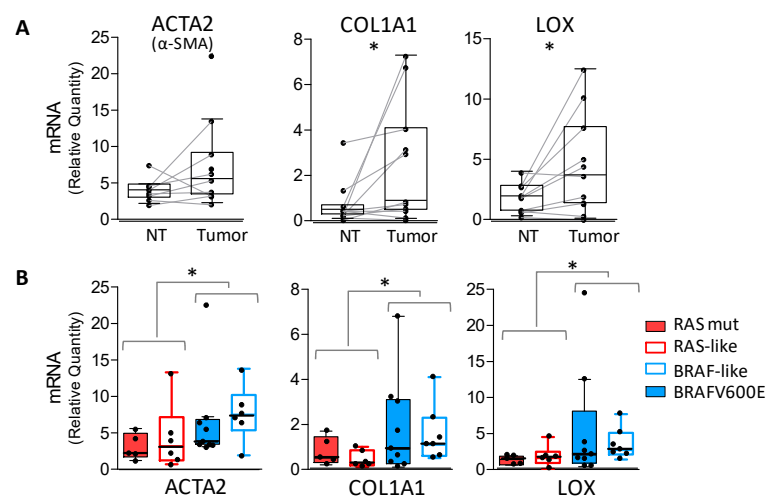 A
ACTA2
(α-SMA)
COL1A1
*
LOX
*
mRNA
(Relative Quantity)
25
20
15
10
5
0
NT
Tumor
8
6
4
2
0
NT
Tumor
15
10
5
0
NT
Tumor
B
mRNA
(Relative Quantity)
25
20
15
10
5
0
*
ACTA2
8
6
4
2
0
*
COL1A1
25
20
15
10
5
0
*
LOX
RAS mut
RAS-like
BRAF-like
BRAFV600E